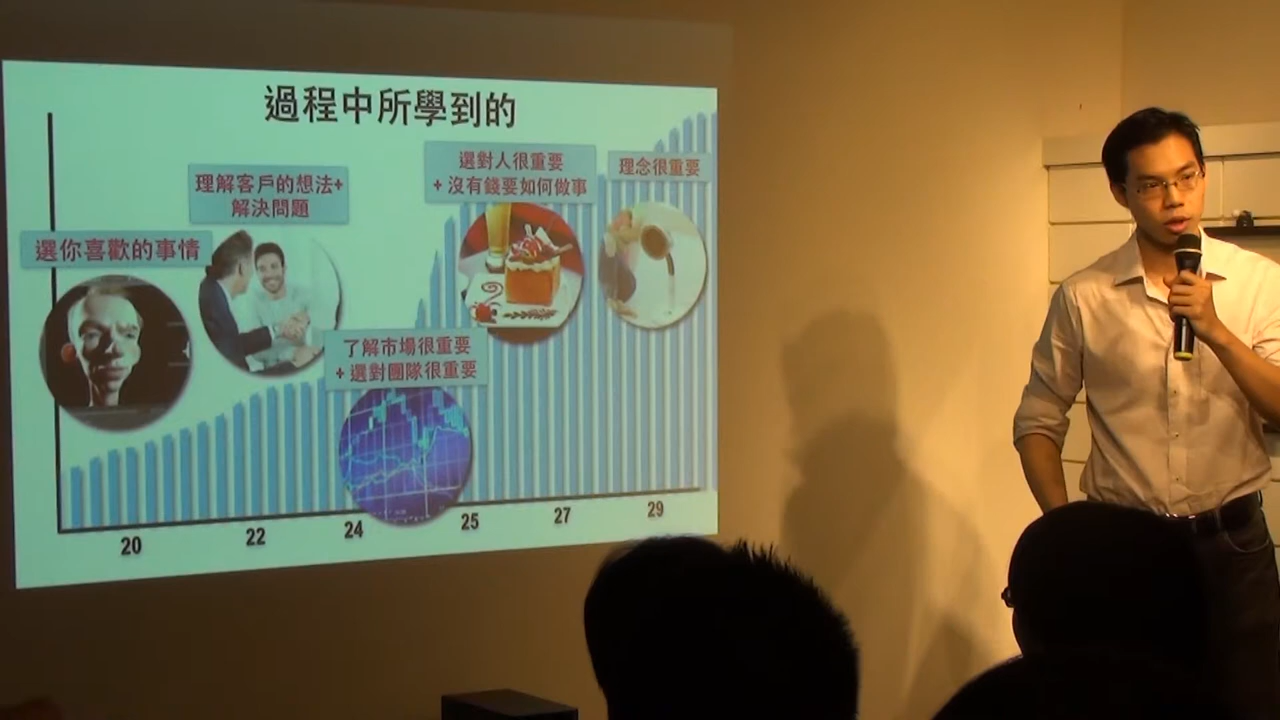 過程中所學到的
選你喜歡的事情
理解客戶的想法+
解決問題
了解市場很重要
+ 選對團隊很重要
選對人很重要
+ 沒有錢要如何做事
理念很重要
20
22
24
25
27
29